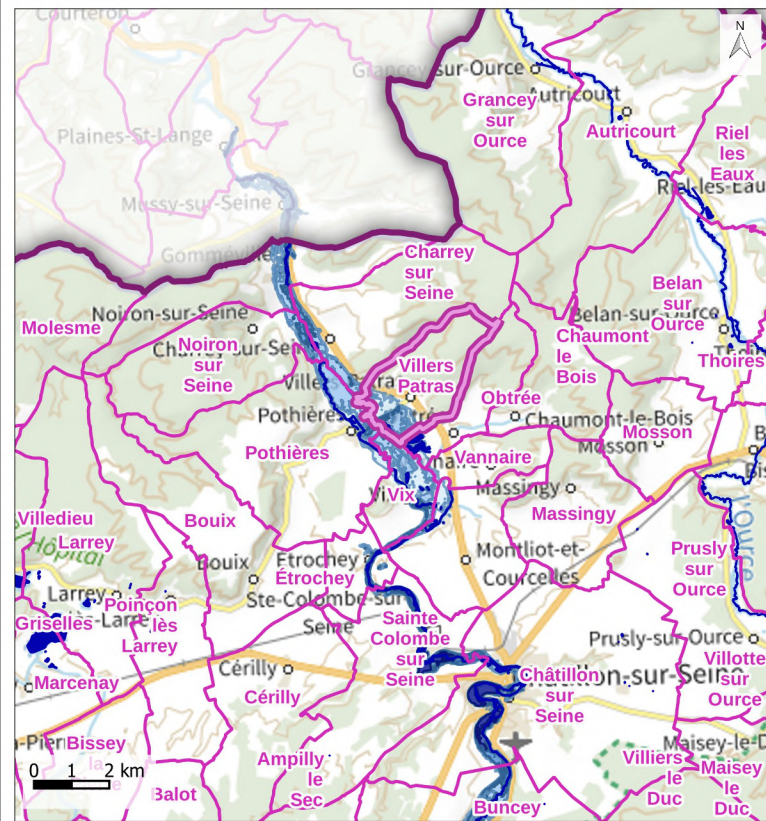 Courteron
N
Grancey-sur-Ource
Autricourt
Grancey
sur
Ource
Autricourt
Riel
les
Eaux
Plaines-St-Lange
Riel-les-Eau
Mussy-sur-Seine
Gomméville
Charrey
sur
Seine
Molesme
Noiron-sur-Seine
Noiron
sur
Seine
Belan
sur
Ource
Belan-sur-Ource
Chaumont
le
Bois
Thoires
Villers
Patras
Pothières
Obtrée
Chaumont-le-Bois
Mosson
Mosson
Pothières
Vannaire
Vix
Massingy
Massingy
Villedieu
Larrey
Hôpital
Bouix
Bouix
Etrochey
Étrochey
Montliot-et-
Courcelles
l'Ource
Prusly
sur
Ource
Larrey
Poinçon
lès
Larrey
Griselles
Ste-Colombe-sur-
Seine
Sainte
Colombe
sur
Seine
Prusly-sur-Ource
Villotte
sur
Ource
Marcenay
Cérilly
Cérilly
Châtillon
sur
Seine
Bissey
Maisey-le-D
Ampilly
le
Sec
Villiers
le
Duc
Maisey
le
Duc
0 1 2 km
Balot
Buncey